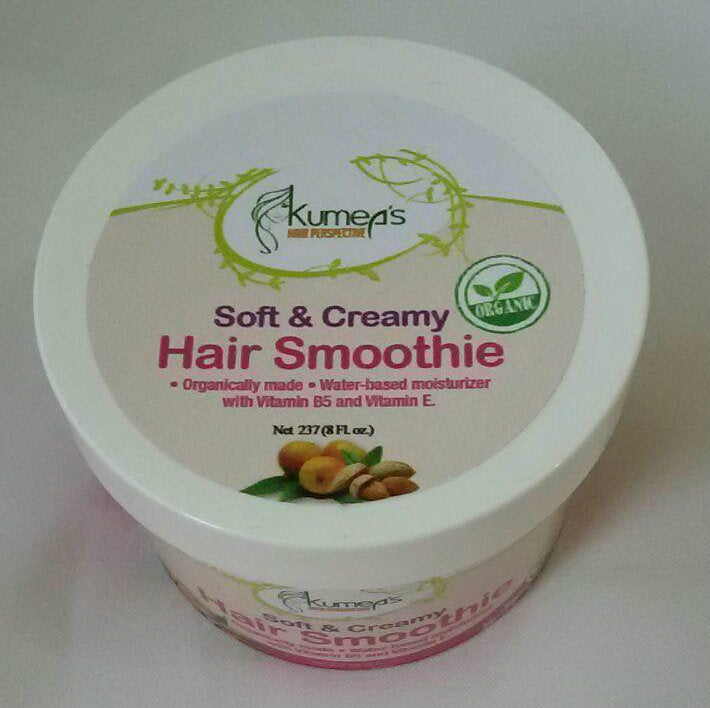 Kumea's
HAIR PERSPECTIVE
ORGANIC
Soft & Creamy
Hair Smoothie
• Organically made • Water-based moisturizer
with Vitamin B5 and Vitamin E.
Net 237 (8 FL oz.)
Kumea's
Soft & Creamy
Hair Smoothie